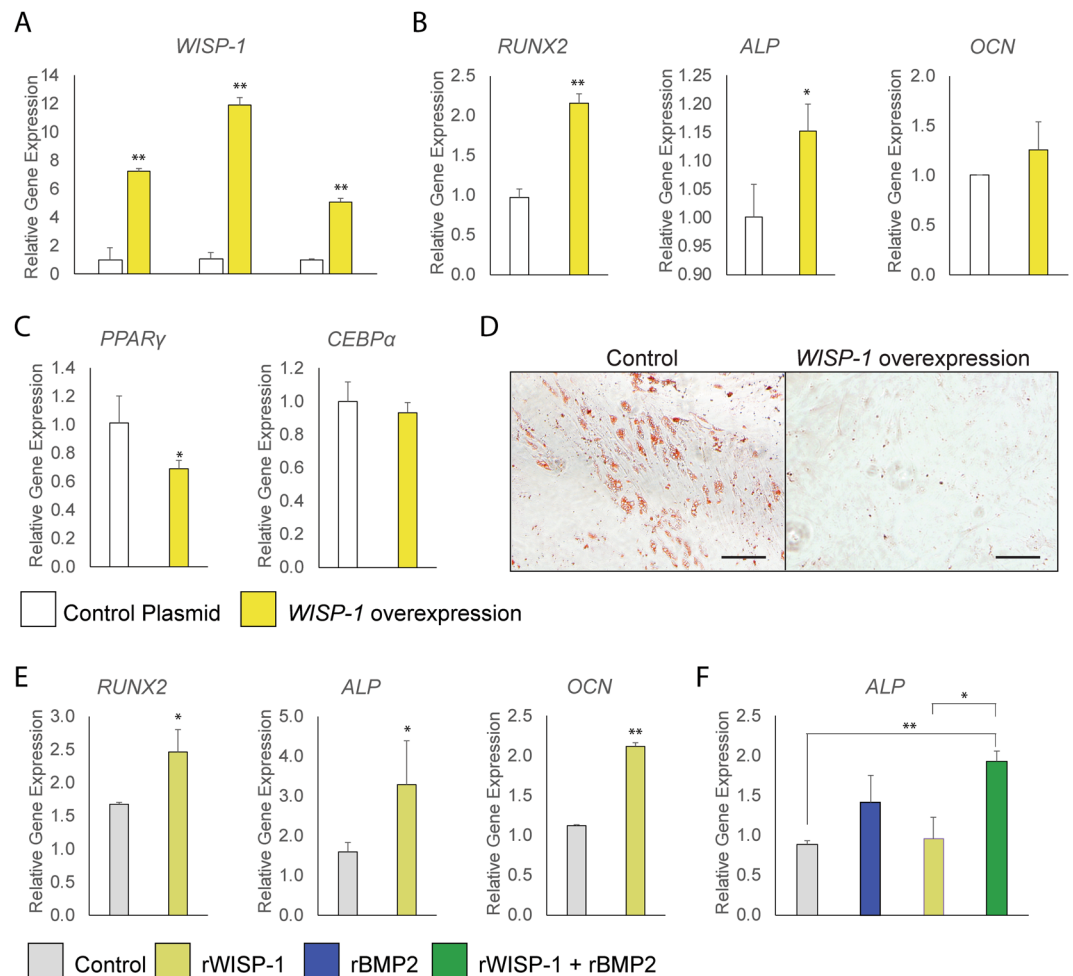 A
WISP-1
Relative Gene Expression
14
12
10
8
6
4
2
0
**
**
**
B
RUNX2
Relative Gene Expression
2.5
2.0
1.5
1.0
0.5
0.0
**
ALP
Relative Gene Expression
1.25
1.20
1.15
1.10
1.05
1.00
0.95
0.90
*
OCN
Relative Gene Expression
2.0
1.5
1.0
0.5
0.0
C
PPARγ
Relative Gene Expression
1.4
1.2
1.0
0.8
0.6
0.4
0.2
0.0
*
CEBPα
Relative Gene Expression
1.2
1.0
0.8
0.6
0.4
0.2
0.0
D
Control
WISP-1 overexpression
Control Plasmid
WISP-1 overexpression
E
RUNX2
Relative Gene Expression
3.0
2.5
2.0
1.5
1.0
0.5
0.0
*
ALP
Relative Gene Expression
5.0
4.0
3.0
2.0
1.0
0.0
*
OCN
Relative Gene Expression
2.5
2.0
1.5
1.0
0.5
0.0
**
F
ALP
Relative Gene Expression
2.5
2.0
1.5
1.0
0.5
0.0
*
**
Control
rWISP-1
rBMP2
rWISP-1 + rBMP2